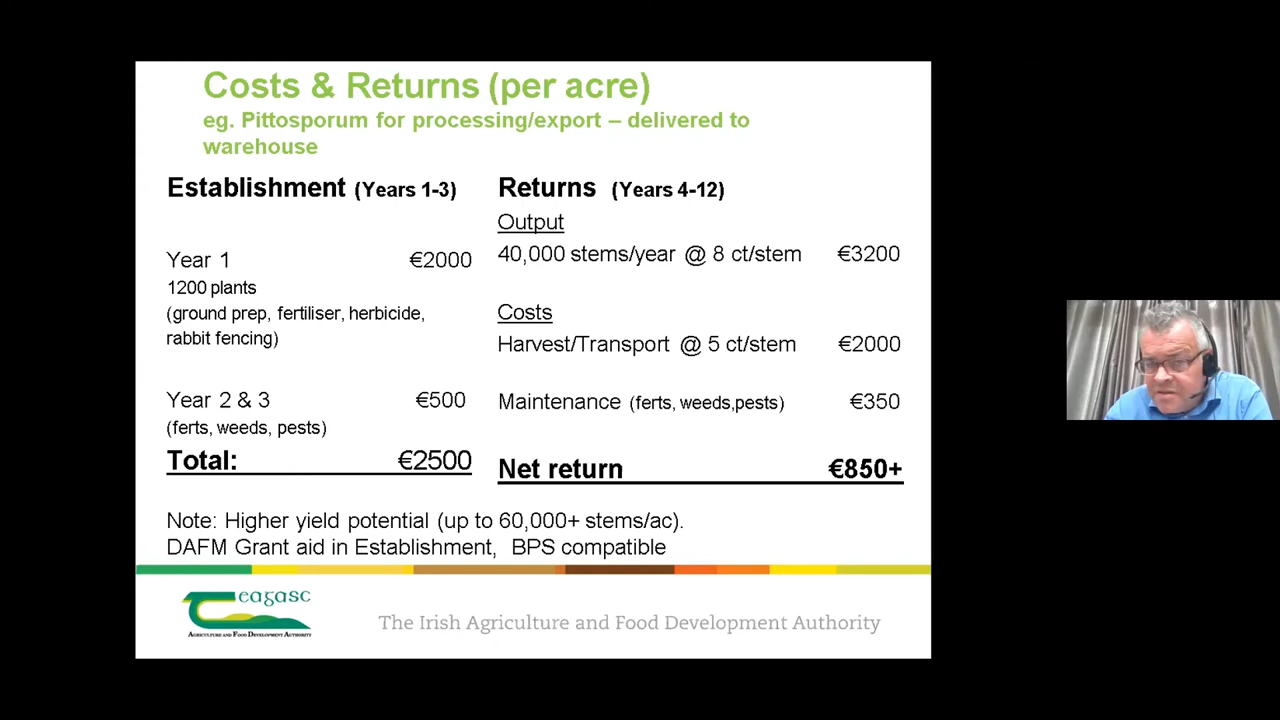 Costs & Returns (per acre)
eg. Pittosporum for processing/export – delivered to
warehouse
Establishment (Years 1-3)
Year 1 €2000
1200 plants
(ground prep, fertiliser, herbicide,
rabbit fencing)
Year 2 & 3 €500
(ferts, weeds, pests)
Total: €2500
Returns (Years 4-12)
Output
40,000 stems/year @ 8 ct/stem €3200
Costs
Harvest/Transport @ 5 ct/stem €2000
Maintenance (ferts, weeds,pests) €350
Net return €850+
Note: Higher yield potential (up to 60,000+ stems/ac).
DAFM Grant aid in Establishment, BPS compatible
Teagasc
AGRICULTURE AND FOOD DEVELOPMENT AUTHORITY
The Irish Agriculture and Food Development Authority